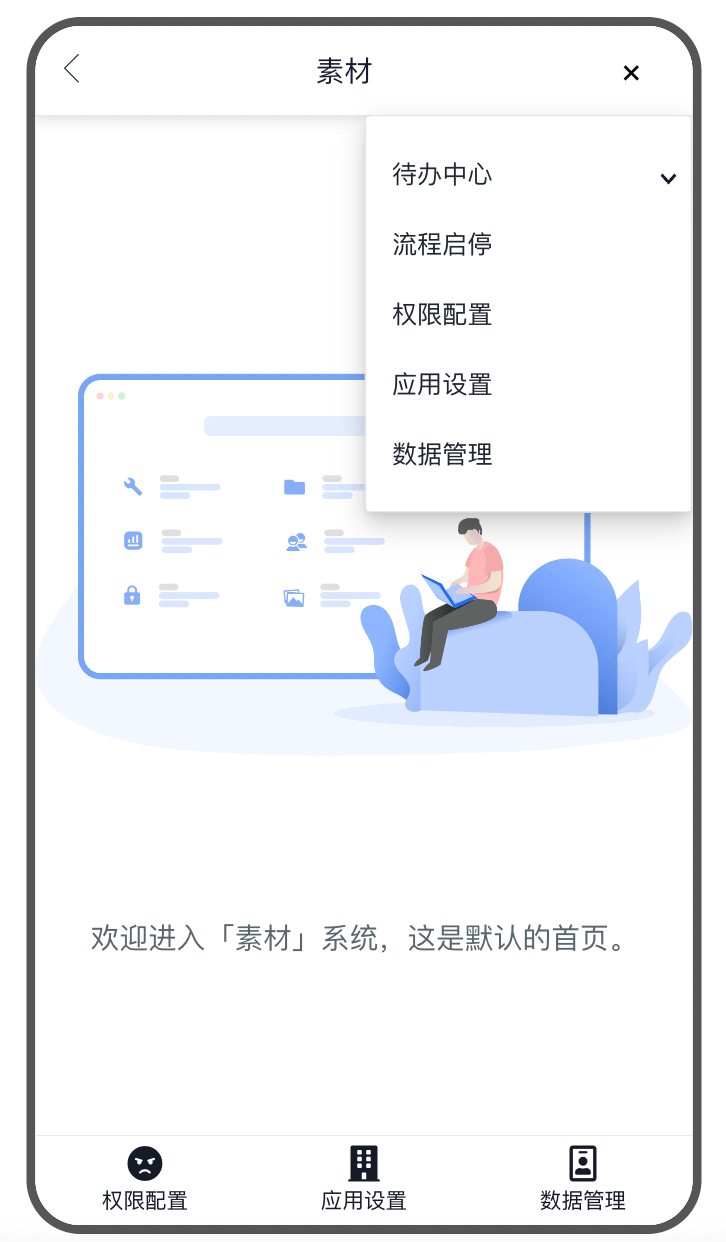 素材
待办中心
流程启停
权限配置
应用设置
数据管理
欢迎进入「素材」系统，这是默认的首页。
权限配置
应用设置
数据管理